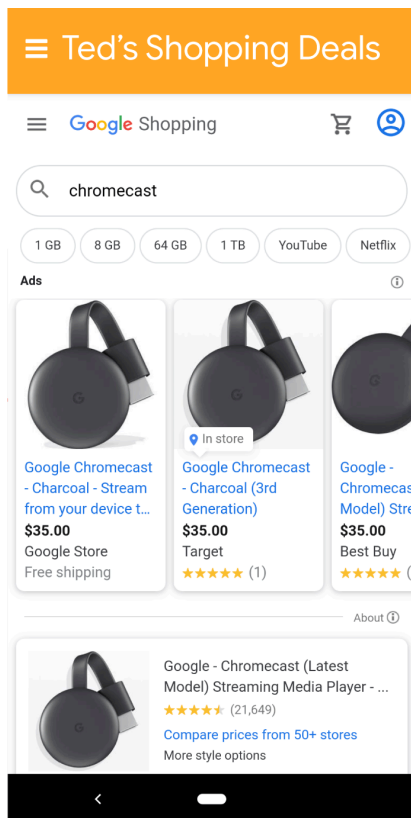 Ted's Shopping Deals
Google Shopping
chromecast
1 GB
8 GB
64 GB
1 TB
YouTube
Netflix
Ads
In store
Google Chromecast
- Charcoal - Stream
from your device t...
$35.00
Google Store
Free shipping
Google Chromecast
- Charcoal (3rd
Generation)
$35.00
Target
(1)
Google -
Chromecas
Model) Stre
$35.00
Best Buy
(
About
Google - Chromecast (Latest
Model) Streaming Media Player - ...
(21,649)
Compare prices from 50+ stores
More style options